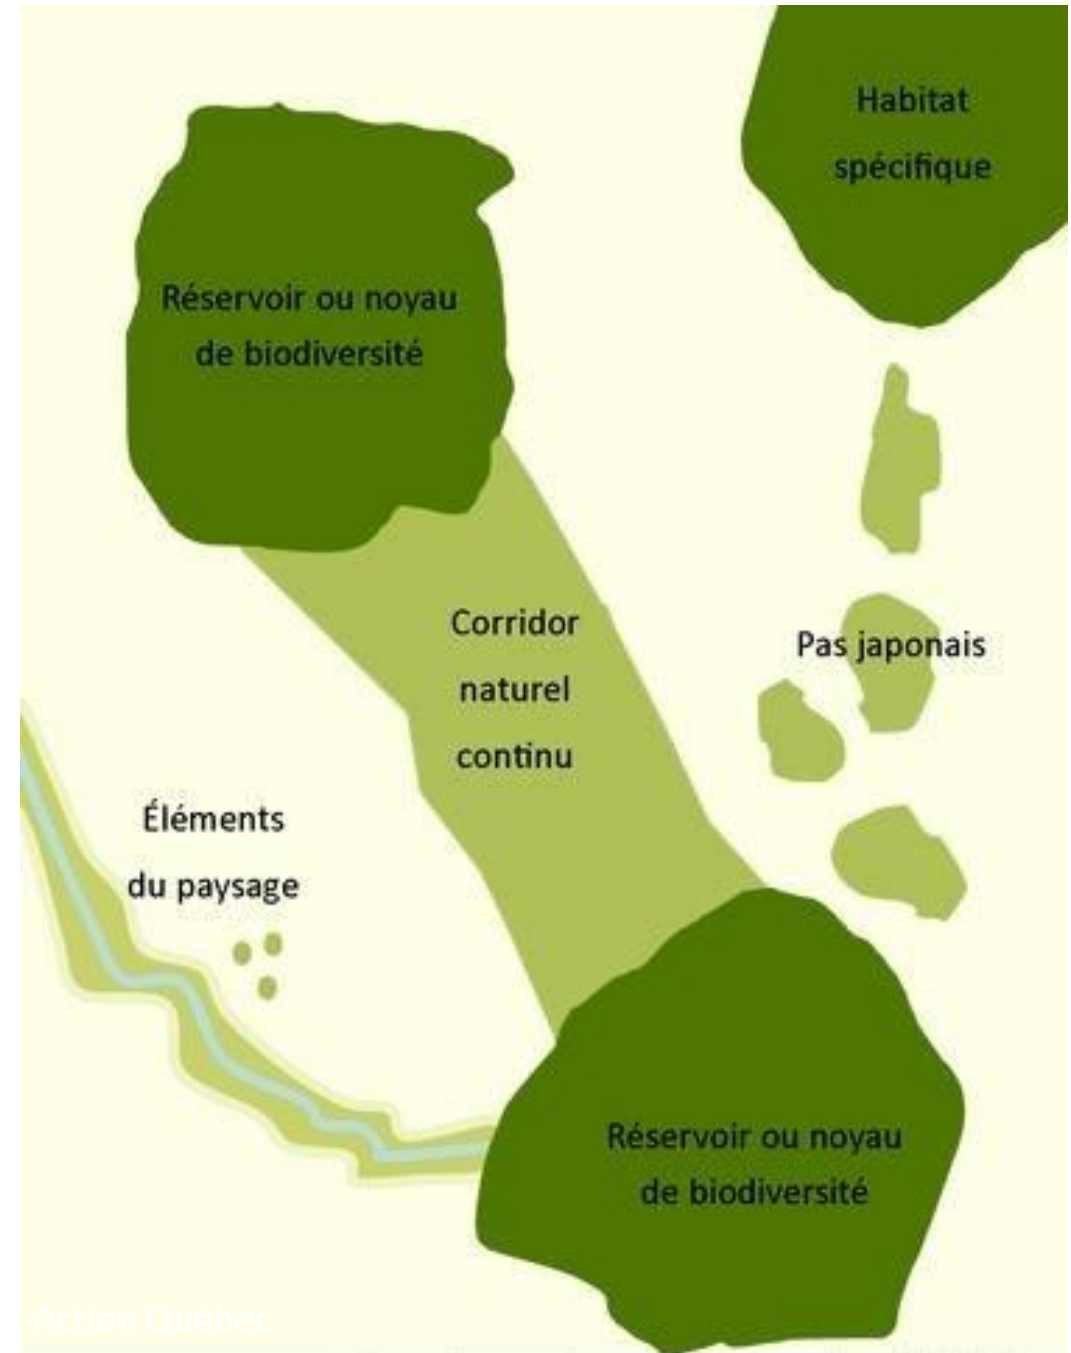 Habitat
spécifique
Réservoir ou noyau
de biodiversité
Corridor
naturel
continu
Pas japonais
Éléments
du paysage
Réservoir ou noyau
de biodiversité
-Action Québec